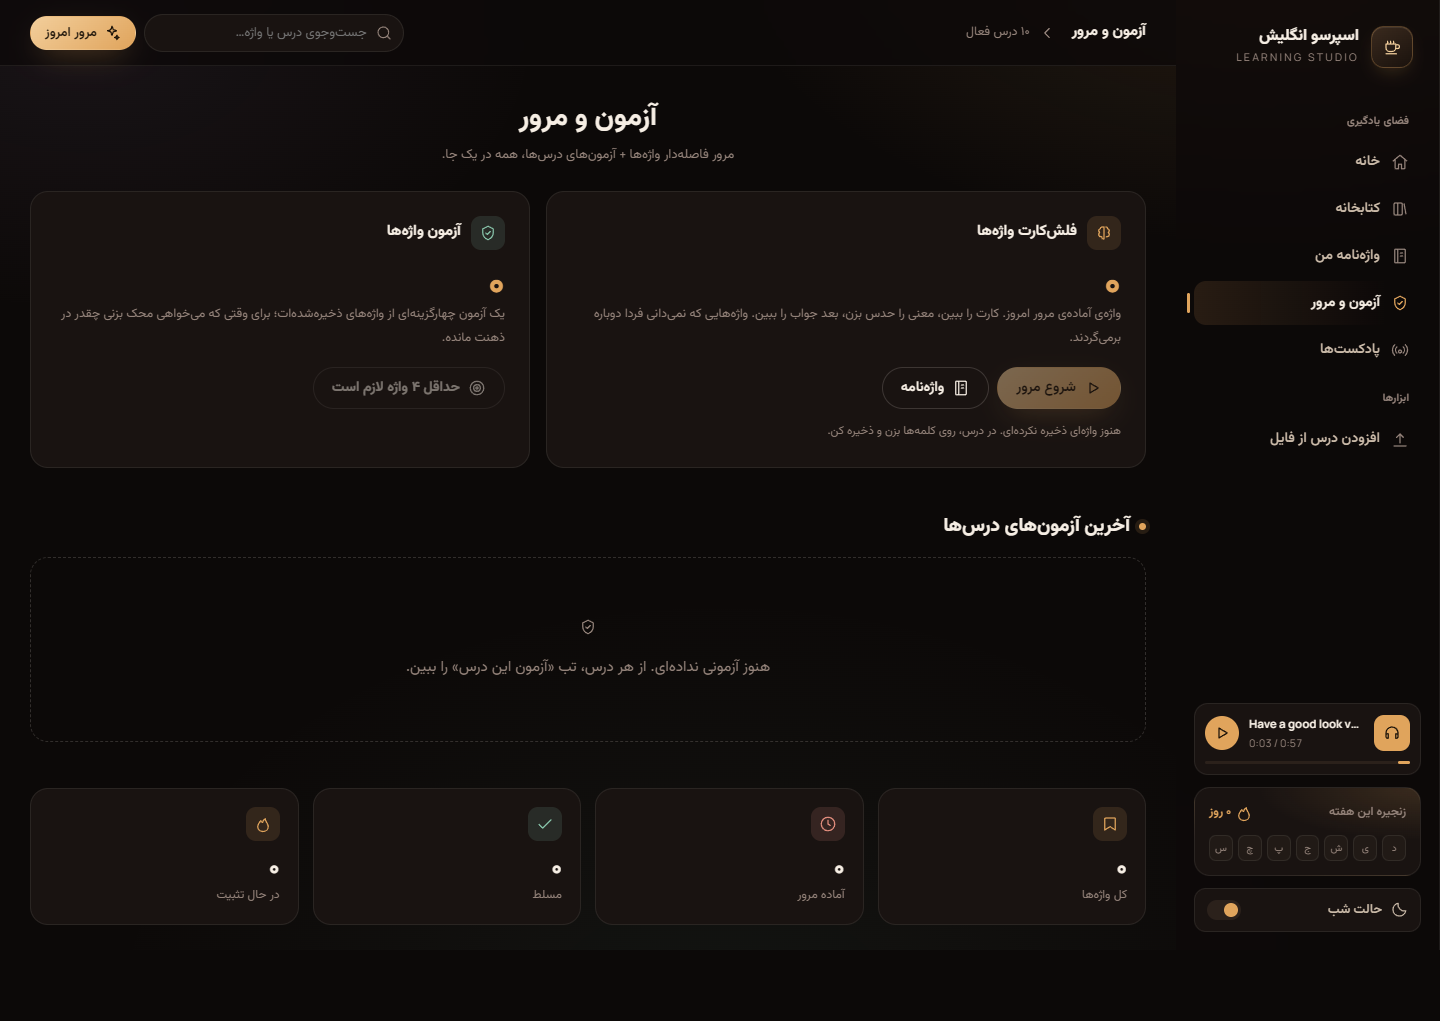 اسپرسو انگلیش
LEARNING STUDIO
فضای یادگیری
خانه
کتابخانه
واژه‌نامه من
آزمون و مرور
پادکست‌ها
ابزارها
افزودن درس از فایل
Have a good look v...
0:03 / 0:57
زنجیره این هفته
۰ روز
د ی ش ج پ چ س
حالت شب
آزمون و مرور
۱۰ درس فعال
جست‌وجوی درس یا واژه...
مرور امروز
آزمون و مرور
مرور فاصله‌دار واژه‌ها + آزمون‌های درس‌ها، همه در یک جا.
فلش‌کارت واژه‌ها
۰
واژه‌ی آماده‌ی مرور امروز. کارت را ببین، معنی را حدس بزن، بعد جواب را ببین. واژه‌هایی که نمی‌دانی فردا دوباره
برمی‌گردند.
شروع مرور
واژه‌نامه
هنوز واژه‌ای ذخیره نکرده‌ای. در درس، روی کلمه‌ها بزن و ذخیره کن.
آزمون واژه‌ها
۰
یک آزمون چهارگزینه‌ای از واژه‌های ذخیره‌شده‌ات؛ برای وقتی که می‌خواهی محک بزنی چقدر در
ذهنت مانده.
حداقل ۴ واژه لازم است
آخرین آزمون‌های درس‌ها
هنوز آزمونی نداده‌ای. از هر درس، تب «آزمون این درس» را ببین.
۰
کل واژه‌ها
۰
آماده مرور
۰
مسلط
۰
در حال تثبیت